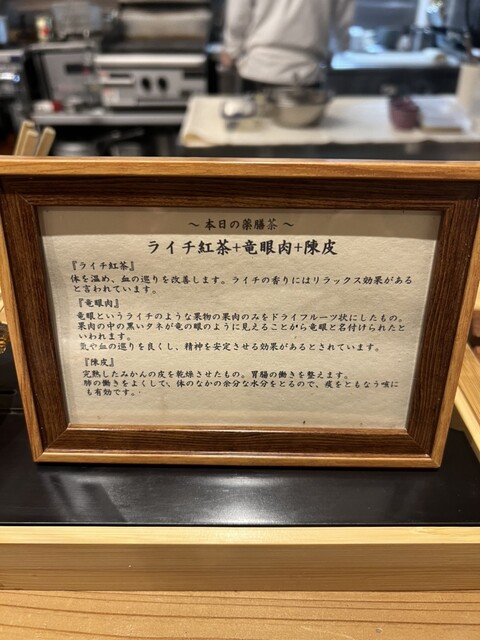 ～ 本日の薬膳茶 ～
ライチ紅茶+竜眼肉+陳皮
『ライチ紅茶』
体を温め、血の巡りを改善します。ライチの香りにはリラックス効果がある
と言われています。
『竜眼肉』
竜眼というライチのような果物の果肉のみをドライフルーツ状にしたもの。
果肉の中の黒いタネが竜の眼のように見えることから竜眼と名付けられたと
いわれます。
気や血の巡りを良くし、精神を安定させる効果があるとされています。
『陳皮』
完熟したみかんの皮を乾燥させたもの。胃腸の働きを整えます。
肺の働きをよくして、体のなかの余分な水分をとるので、痰をともなう咳に
も有効です。